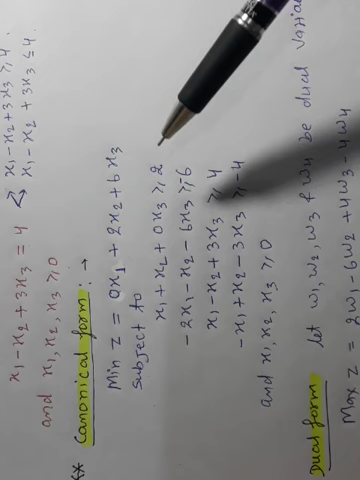 x1 - x2 + 3x3 = 4 → x1 - x2 + 3x3 ≥ 4.
x1 - x2 + 3x3 ≤ 4.
and x1, x2, x3 ≥ 0
Canonical form: →
Min Z = 0x1 + 2x2 + 6x3
Subject to
x1 + x2 + 0x3 ≥ 2
-2x1 - x2 - 6x3 ≥ -6
x1 - x2 + 3x3 ≥ 4
-x1 + x2 - 3x3 ≥ -4
and x1, x2, x3 ≥ 0
Dual form Let w1, w2, w3 & w4 be dual
Max Z = 2w1 - 6w2 + 4w3 - 4w4